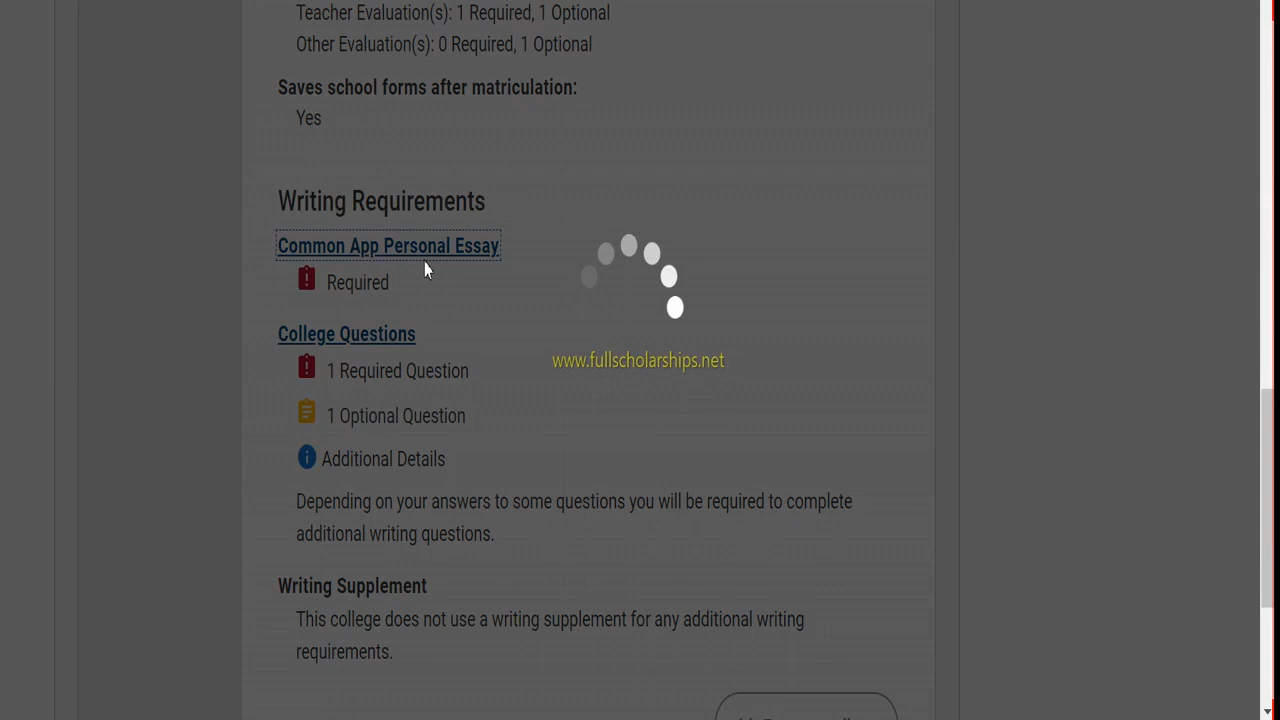 Teacher Evaluation(s): 1 Required, 1 Optional
Other Evaluation(s): 0 Required, 1 Optional
Saves school forms after matriculation:
Yes
Writing Requirements
Common App Personal Essay
Required
College Questions
1 Required Question
www.fullscholarships.net
1 Optional Question
Additional Details
Depending on your answers to some questions you will be required to complete
additional writing questions.
Writing Supplement
This college does not use a writing supplement for any additional writing
requirements.